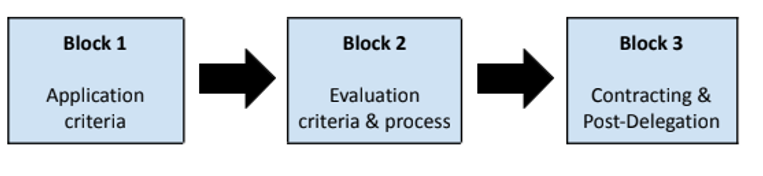 Block 1
Application
criteria
Block 2
Evaluation
criteria & process
Block 3
Contracting &
Post-Delegation